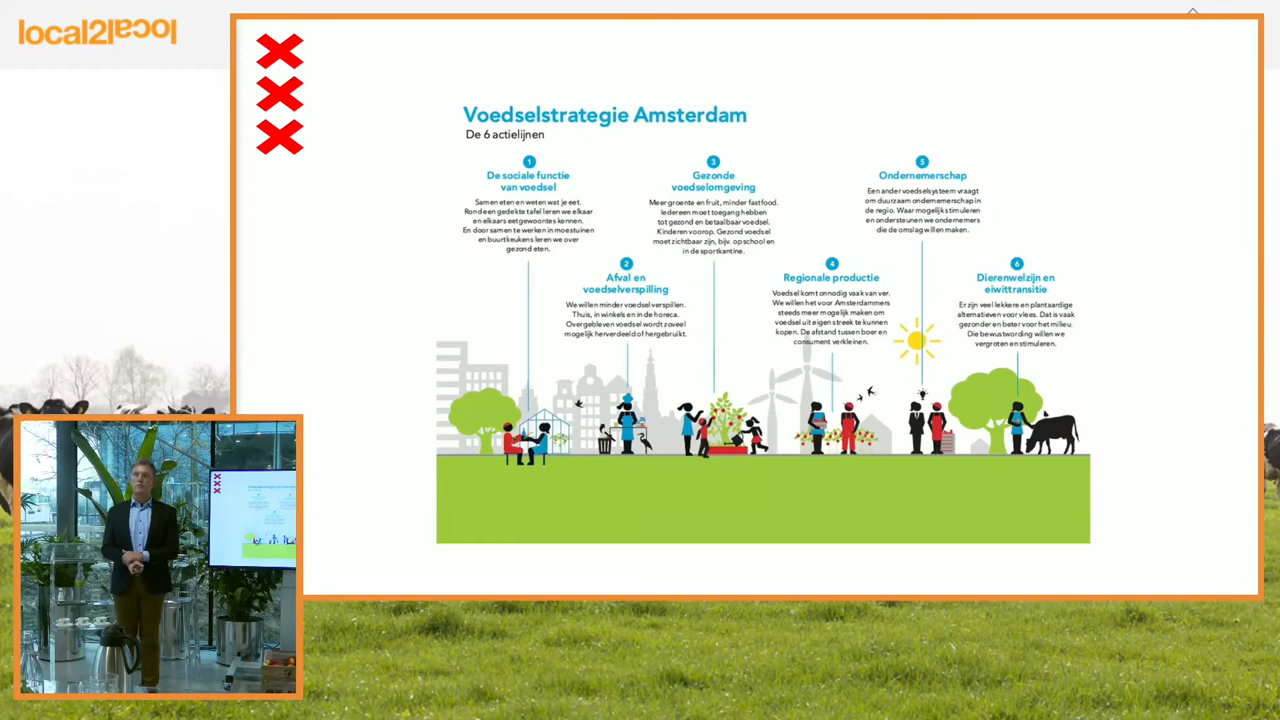 local2local
Voedselstrategie Amsterdam
De 6 actielijnen
1
De sociale functie
van voedsel
Samen eten en weten wat je eet.
Rond een gedekte tafel leren we elkaar
en elkaars eetgewoontes kennen.
En door samen te werken in moestuinen
en buurtkeukens leren we over
gezond eten.
2
Afval en
voedselverspilling
We willen minder voedsel verspillen.
Thuis, in winkels en in de horeca.
Overgebleven voedsel wordt zoveel
mogelijk herverdeeld of hergebruikt.
3
Gezonde
voedselomgeving
Meer groente en fruit, minder fastfood.
Iedereen moet toegang hebben
tot gezond en betaalbaar voedsel.
Kinderen voorop. Gezond voedsel
moet zichtbaar zijn, bijv. op school en
in de sportkantine.
4
Regionale productie
Voedsel komt onnodig vaak van ver.
We willen het voor Amsterdammers
steeds meer mogelijk maken om
voedsel uit eigen streek te kunnen
kopen. De afstand tussen boer en
consument verkleinen.
5
Ondernemerschap
Een ander voedselsysteem vraagt
om duurzaam ondernemerschap in
de regio. Waar mogelijk stimuleren
en ondersteunen we ondernemers
die de omslag willen maken.
6
Dierenwelzijn en
eiwittransitie
Er zijn veel lekkere en plantaardige
alternatieven voor vlees. Dat is vaak
gezonder en beter voor het milieu.
Die bewustwording willen we
vergroten en stimuleren.